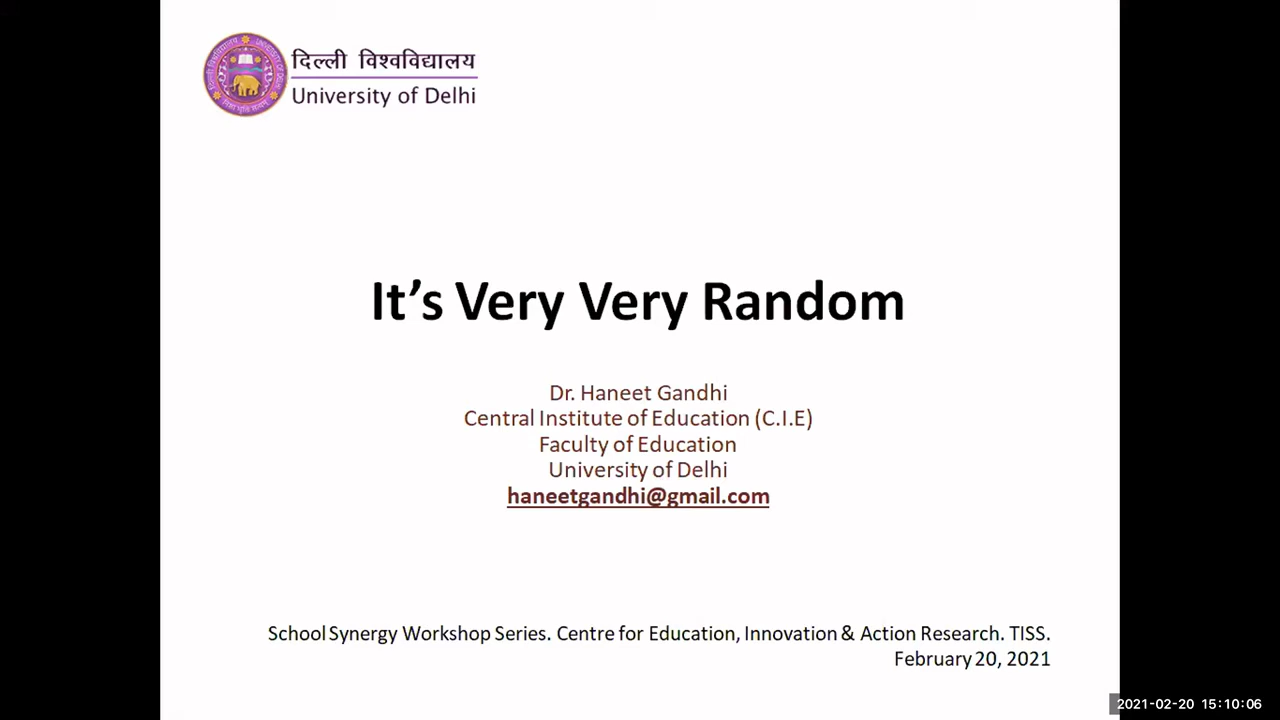 दिल्ली विश्वविद्यालय
University of Delhi
It's Very Very Random
Dr. Haneet Gandhi
Central Institute of Education (C.I.E)
Faculty of Education
University of Delhi
haneetgandhi@gmail.com
School Synergy Workshop Series. Centre for Education, Innovation & Action Research. TISS.
February 20, 2021
2021-02-20 15:10:06